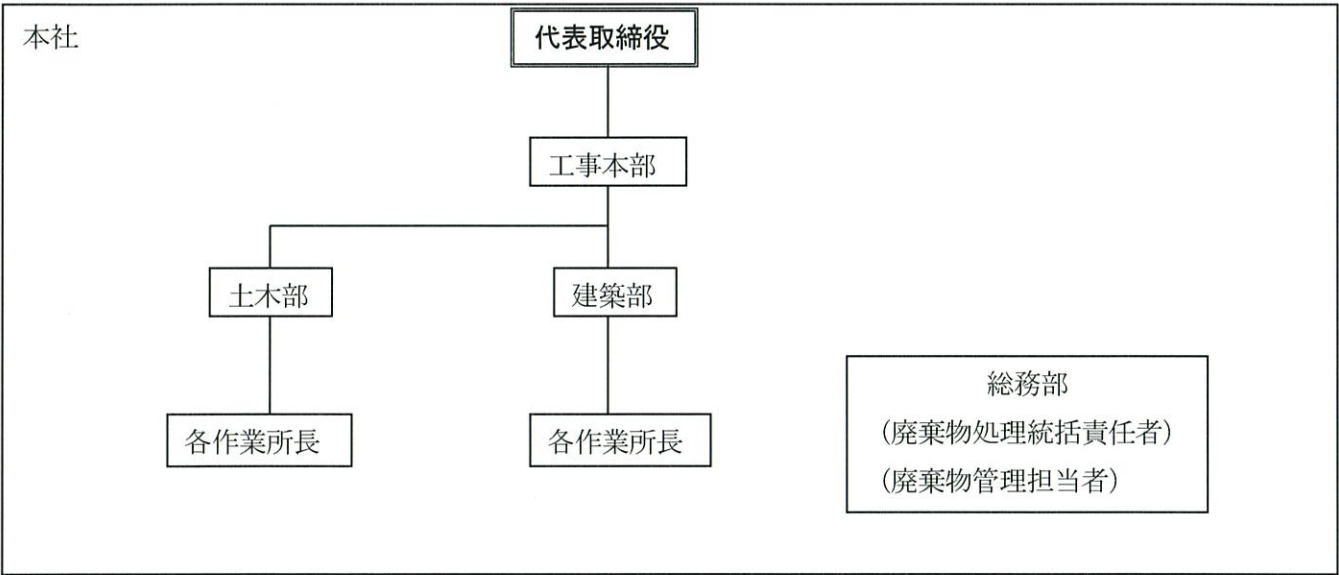 本社
代表取締役
工事本部
土木部
建築部
各作業所長
各作業所長
総務部
(廃棄物処理統括責任者)
(廃棄物管理担当者)